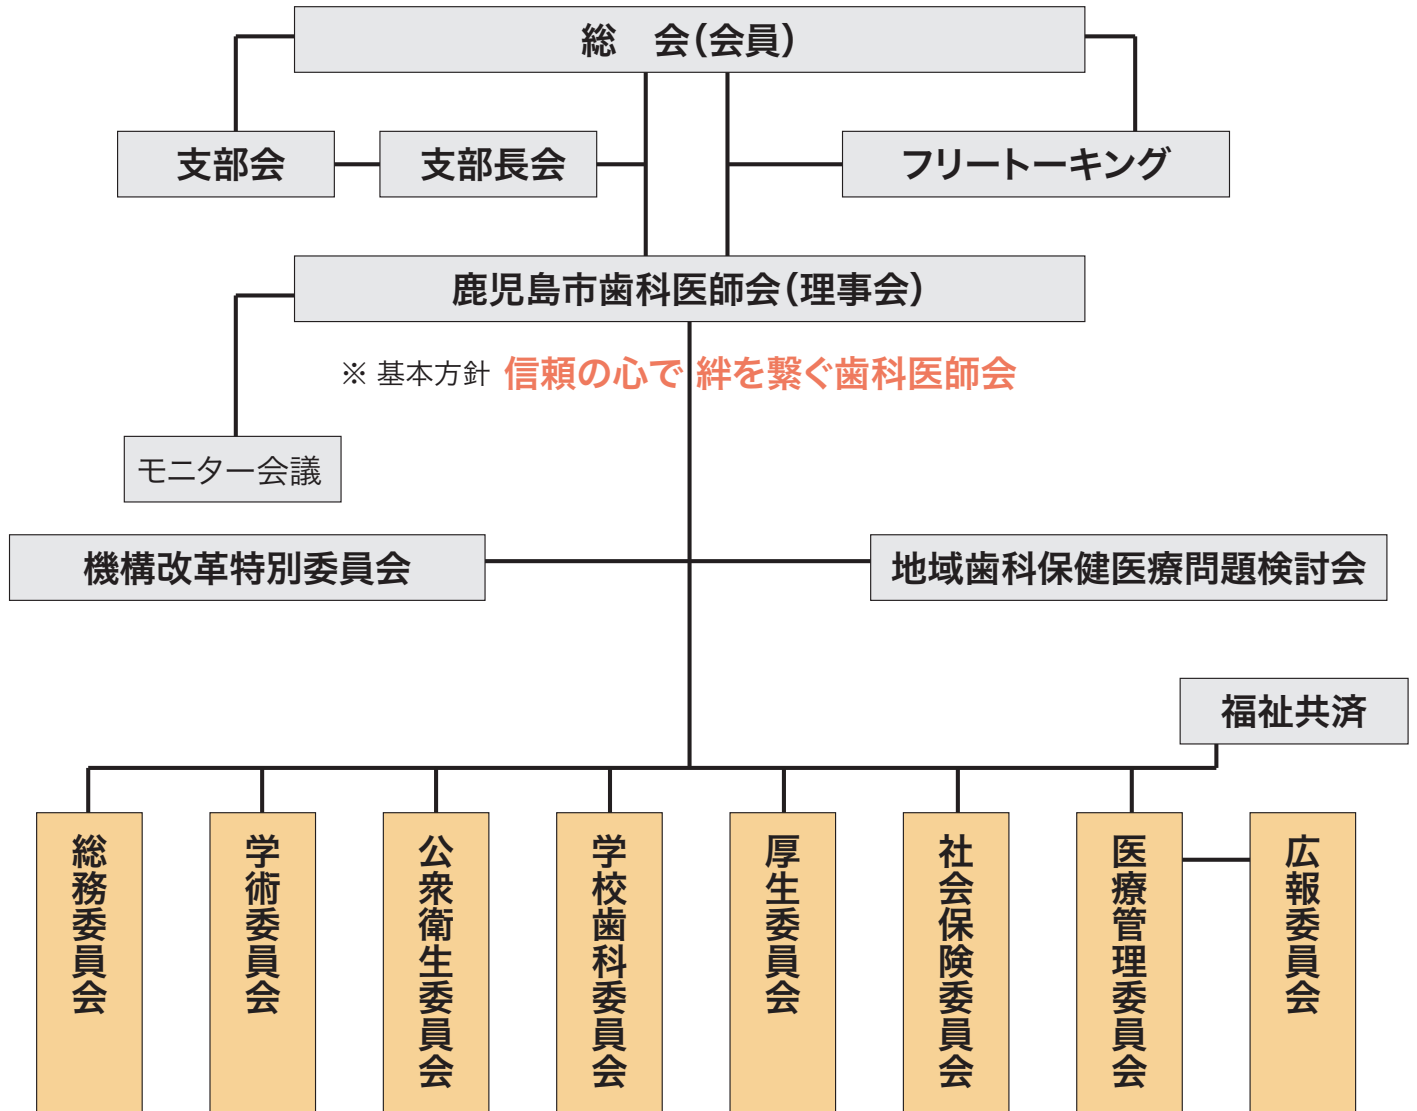 総　会（会員）
支部会
支部長会
フリートーキング
鹿児島市歯科医師会（理事会）
※ 基本方針 信頼の心で 絆を繋ぐ歯科医師会
モニター会議
機構改革特別委員会
地域歯科保健医療問題検討会
福祉共済
総務委員会
学術委員会
公衆衛生委員会
学校歯科委員会
厚生委員会
社会保険委員会
医療管理委員会
広報委員会